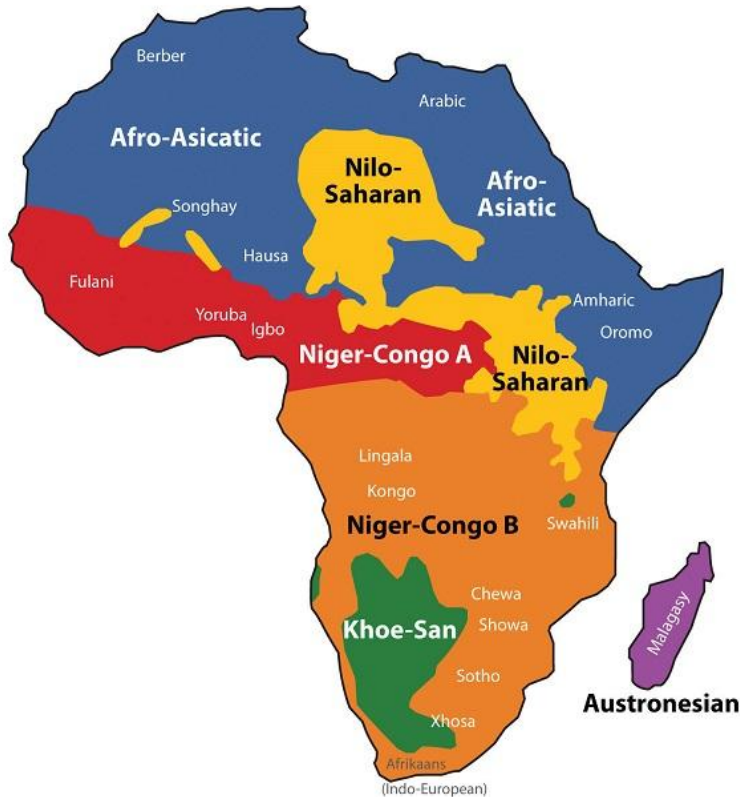 Berber
Arabic
Afro-Asicatic
Nilo-
Saharan
Afro-
Asiatic
Songhay
Hausa
Fulani
Amharic
Yoruba
Igbo
Oromo
Niger-Congo A
Nilo-
Saharan
Lingala
Kongo
Niger-Congo B
Swahili
Chewa
Khoe-San
Showa
Malagasy
Sotho
Austronesian
Xhosa
Afrikaans
(Indo-European)